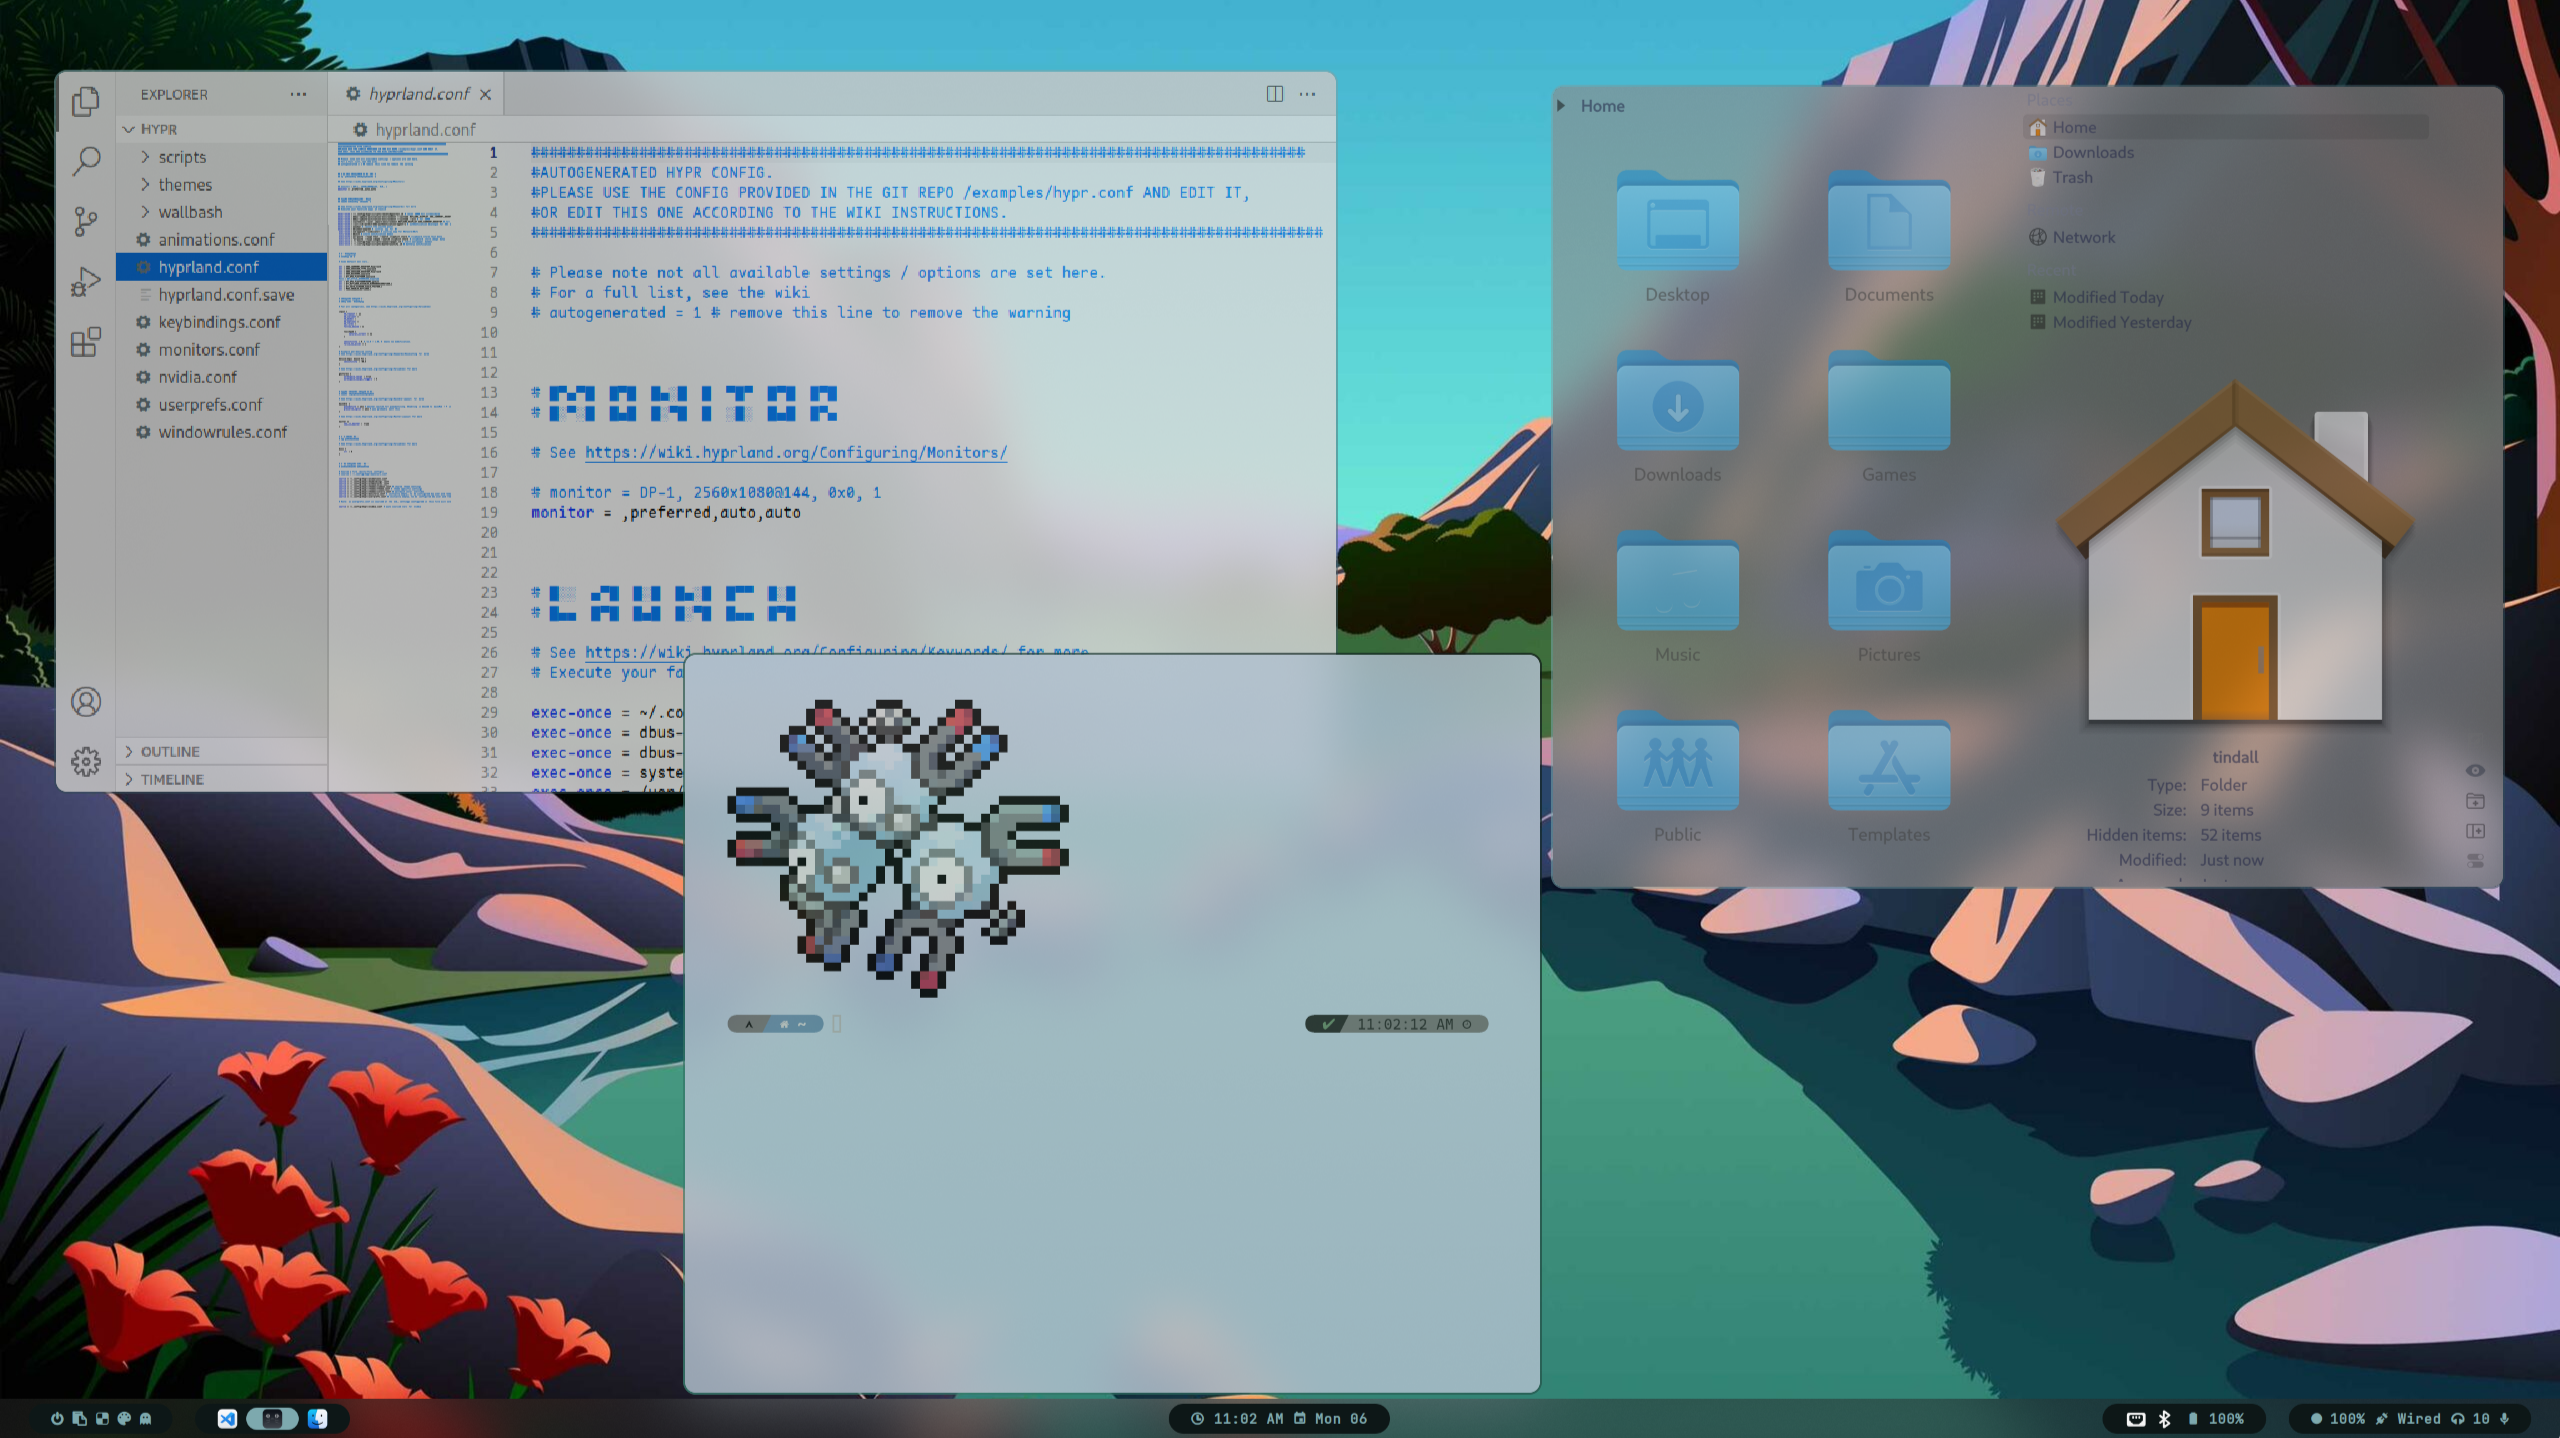 EXPLORER
HYPR
scripts
themes
wallbash
animations.conf
hyprland.conf
hyprland.conf.save
keybindings.conf
monitors.conf
nvidia.conf
userprefs.conf
windowrules.conf
OUTLINE
TIMELINE
hyprland.conf
hyprland.conf
1
2 #AUTOGENERATED HYPR CONFIG.
3 #PLEASE USE THE CONFIG PROVIDED IN THE GIT REPO /examples/hypr.conf AND EDIT IT,
4 #OR EDIT THIS ONE ACCORDING TO THE WIKI INSTRUCTIONS.
5
6
7 # Please note not all available settings / options are set here.
8 # For a full list, see the wiki
9 # autogenerated = 1 # remove this line to remove the warning
10
11
12
13 # MONITOR
14 #
15
16 # See https://wiki.hyprland.org/Configuring/Monitors/
17
18 # monitor = DP-1, 2560x1080@144, 0x0, 1
19 monitor = ,preferred,auto,auto
20
21
22
23 # LAUNCH
24 #
25
26 # See https://wiki.hyprland.org/Configuring/Keywords/ for more
27 # Execute your fa
28
29 exec-once = ~/.co
30 exec-once = dbus-
31 exec-once = dbus-
32 exec-once = syste
33 exec-once = /usr/
~
11:02:12 AM
Home
Desktop
Documents
Downloads
Games
Music
Pictures
Public
Templates
Places
Home
Downloads
Trash
Network
Recent
Modified Today
Modified Yesterday
tindall
Type: Folder
Size: 9 items
Hidden items: 52 items
Modified: Just now
11:02 AM Mon 06
100%
100% Wired 10